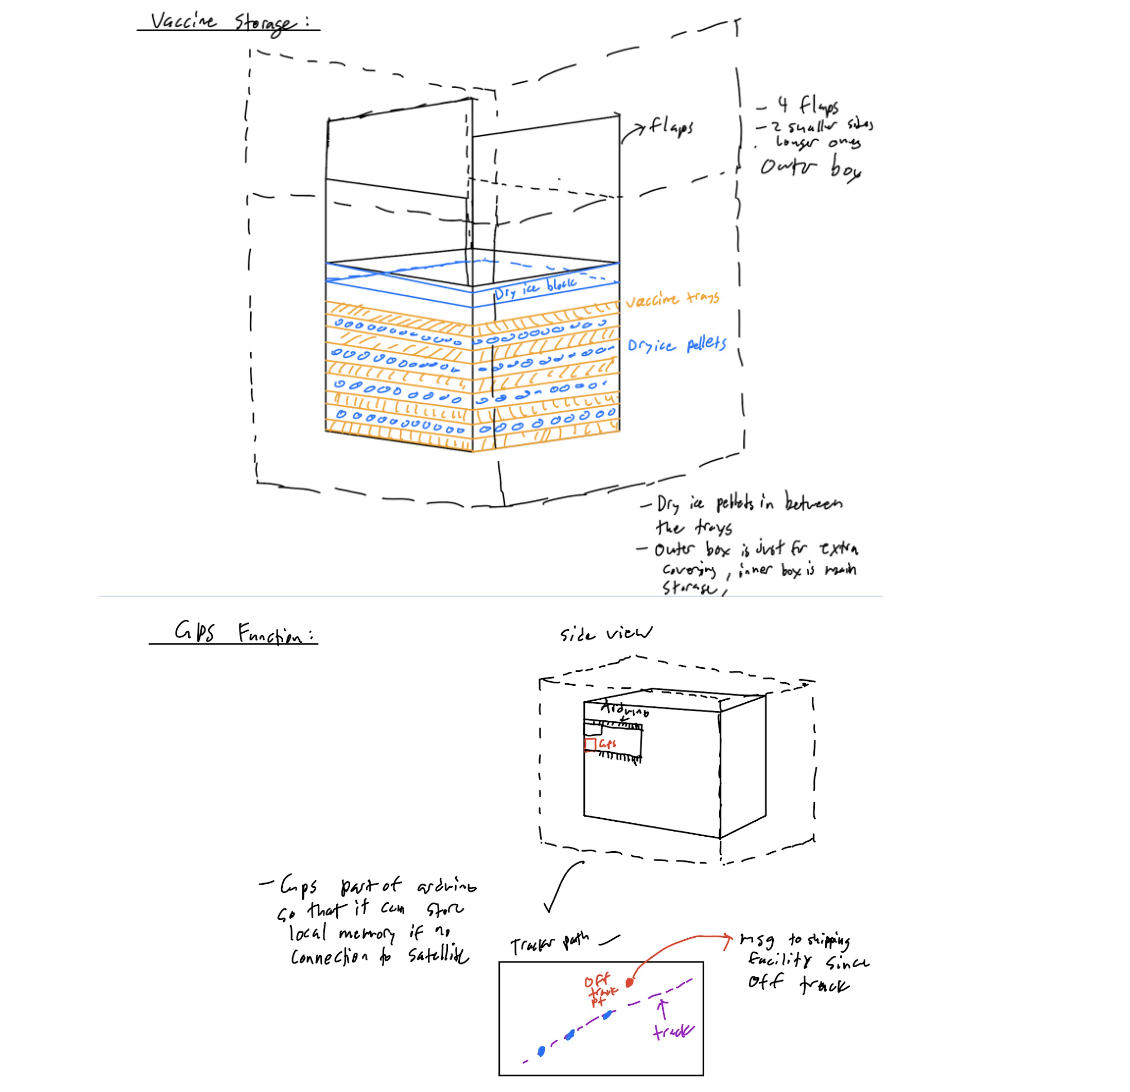 Vaccine Storage:
flaps
- 4 flaps
- 2 smaller sides
longer ones
Outer box
Dry ice block
vaccine trays
Dry ice pellets
- Dry ice pellets in between
the trays
- Outer box is just for extra
covering, inner box is main
storage,
GPS Function:
Side view
Arduino
GPS
- GPS part of arduino
so that it can store
local memory if no
connection to satellite
Tracker path
Off
track
pt
track
msg to shipping
facility since
off track